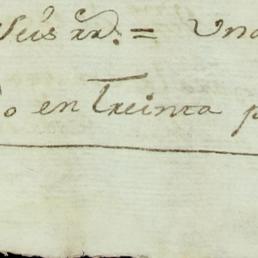 Seis rr.s = Una
o en Treinta p